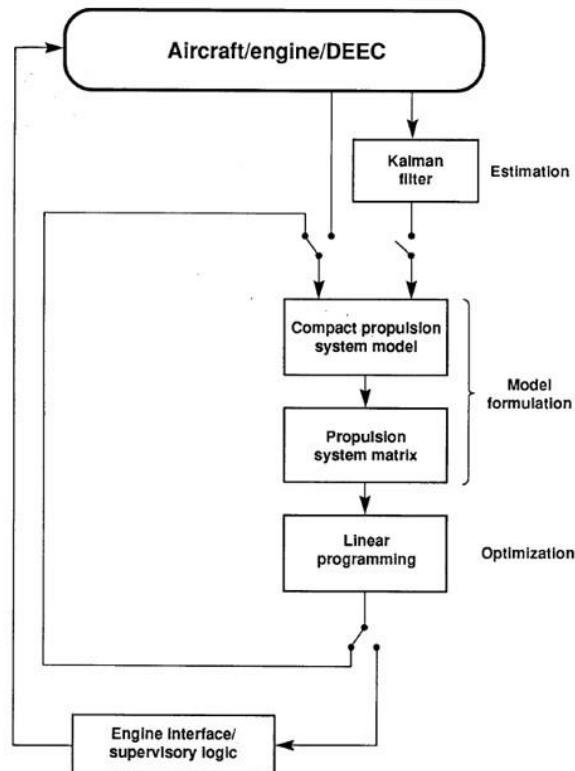 Aircraft/engine/DEEC
Kalman
filter
Estimation
Compact propulsion
system model
Model
formulation
Propulsion
system matrix
Linear
programming
Optimization
Engine Interface/
supervisory logic